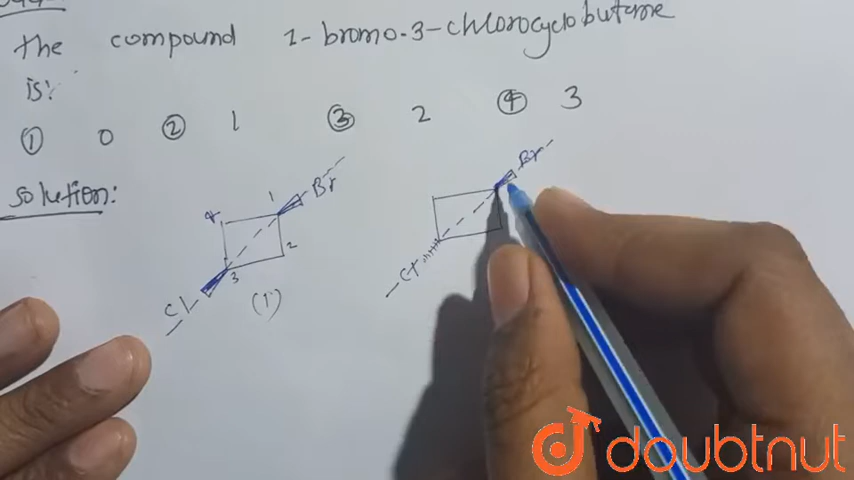 the compound 1-bromo-3-chlorocyclobutane
is:
① 0 ② 1 ③ 2 ④ 3
solution:
1 Br
4
2
3
Cl
(1)
Br
Cl
doubtnut